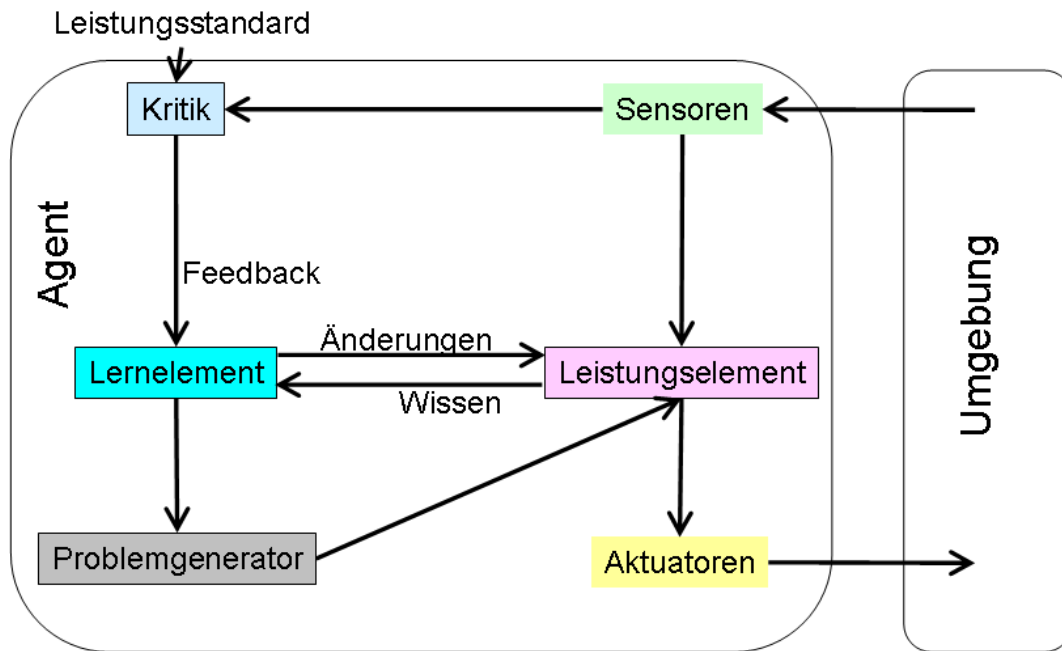 Leistungsstandard
Kritik
Sensoren
Agent
Feedback
Umgebung
Änderungen
Lernelement
Leistungselement
Wissen
Problemgenerator
Aktuatoren